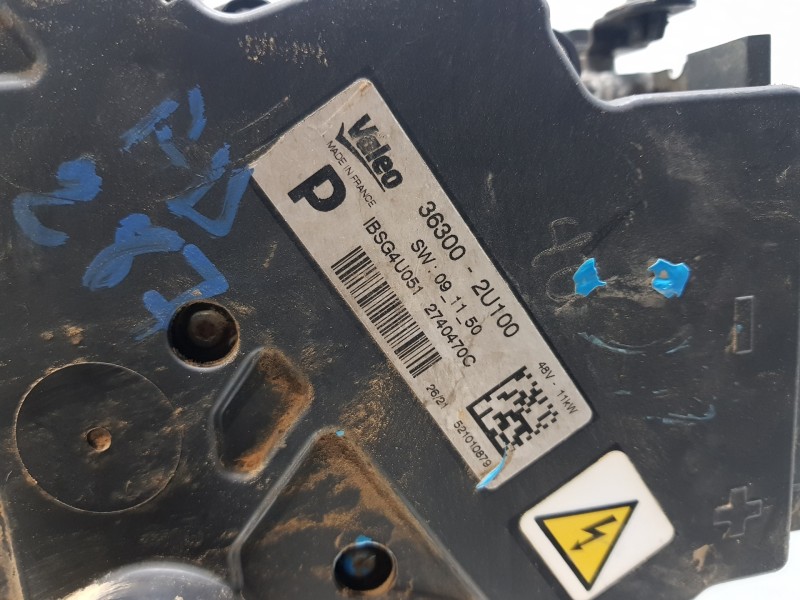 Valeo
MADE IN FRANCE
P
36300 - 2U100
SW : 09_11_50
IBSG4U051 2740470C
26/21
48V - 11kW
521010879